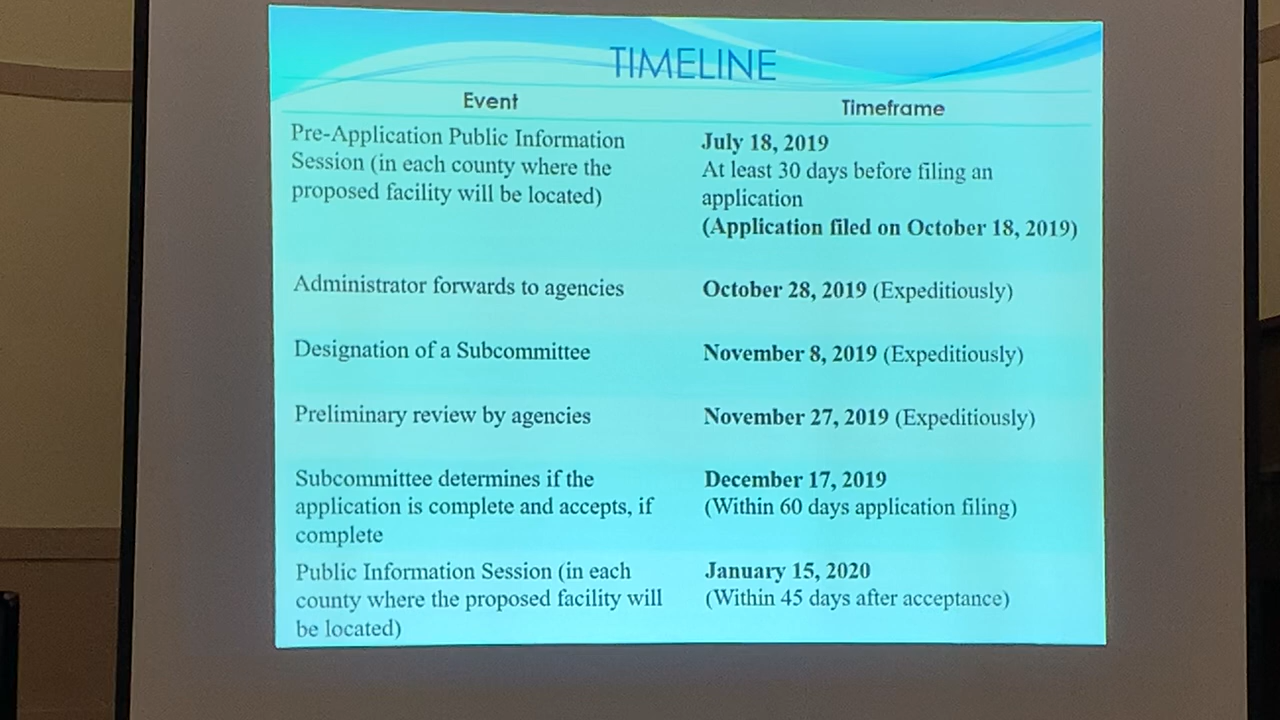 TIMELINE
Event
Timeframe
Pre-Application Public Information
Session (in each county where the
proposed facility will be located)
July 18, 2019
At least 30 days before filing an
application
(Application filed on October 18, 2019)
Administrator forwards to agencies
October 28, 2019 (Expeditiously)
Designation of a Subcommittee
November 8, 2019 (Expeditiously)
Preliminary review by agencies
November 27, 2019 (Expeditiously)
Subcommittee determines if the
application is complete and accepts, if
complete
December 17, 2019
(Within 60 days application filing)
Public Information Session (in each
county where the proposed facility will
be located)
January 15, 2020
(Within 45 days after acceptance)